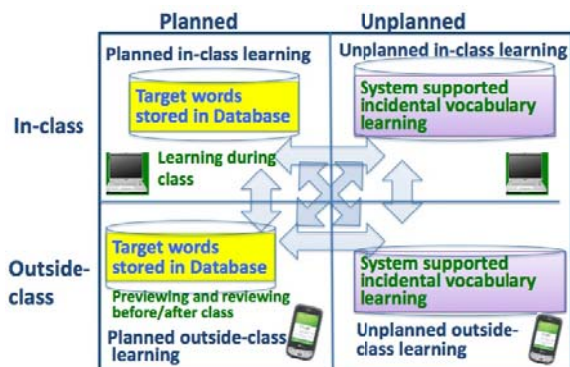 Planned
Unplanned
Planned in-class learning
Unplanned in-class learning
In-class
Target words
stored in Database
System supported
incidental vocabulary
learning
Learning during
class
Outside-
class
Target words
stored in Database
Previewing and reviewing
before/after class
Planned outside-class
learning
System supported
incidental vocabulary
learning
Unplanned outside-
class learning